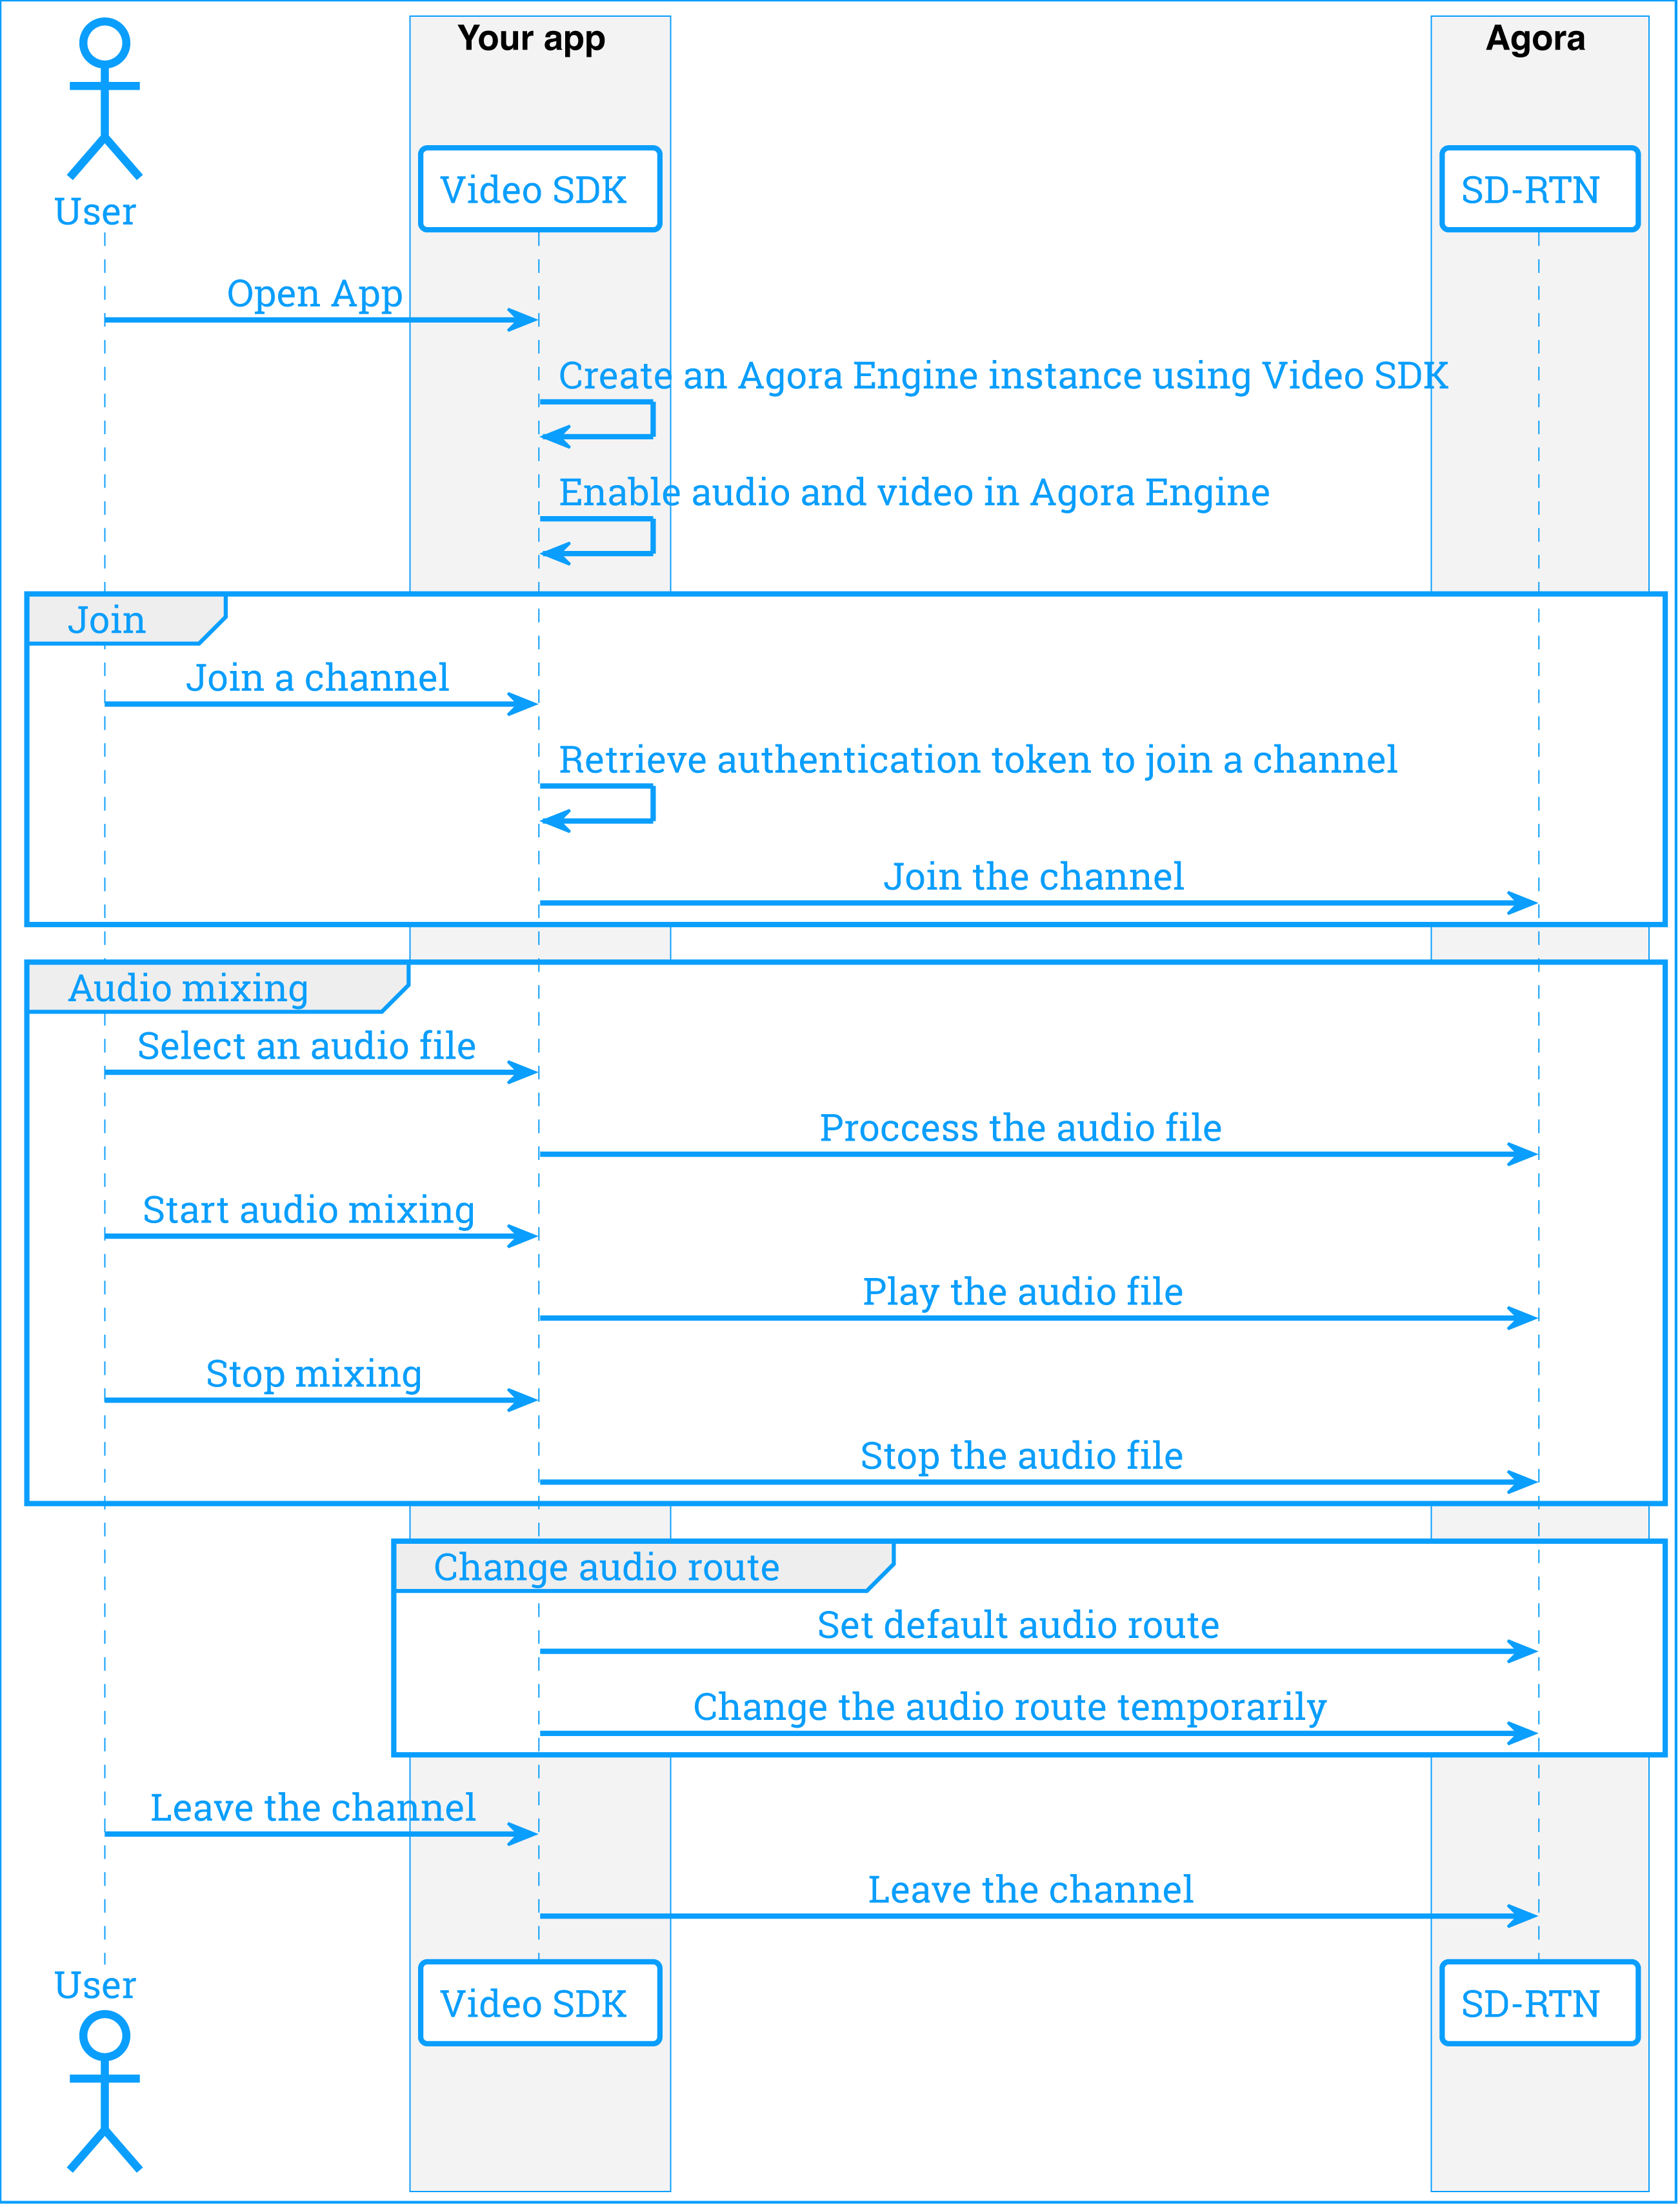 Your app
Agora
User
Video SDK
SD-RTN
Open App
Create an Agora Engine instance using Video SDK
Enable audio and video in Agora Engine
Join
Join a channel
Retrieve authentication token to join a channel
Join the channel
Audio mixing
Select an audio file
Proccess the audio file
Start audio mixing
Play the audio file
Stop mixing
Stop the audio file
Change audio route
Set default audio route
Change the audio route temporarily
Leave the channel
Leave the channel
User
Video SDK
SD-RTN